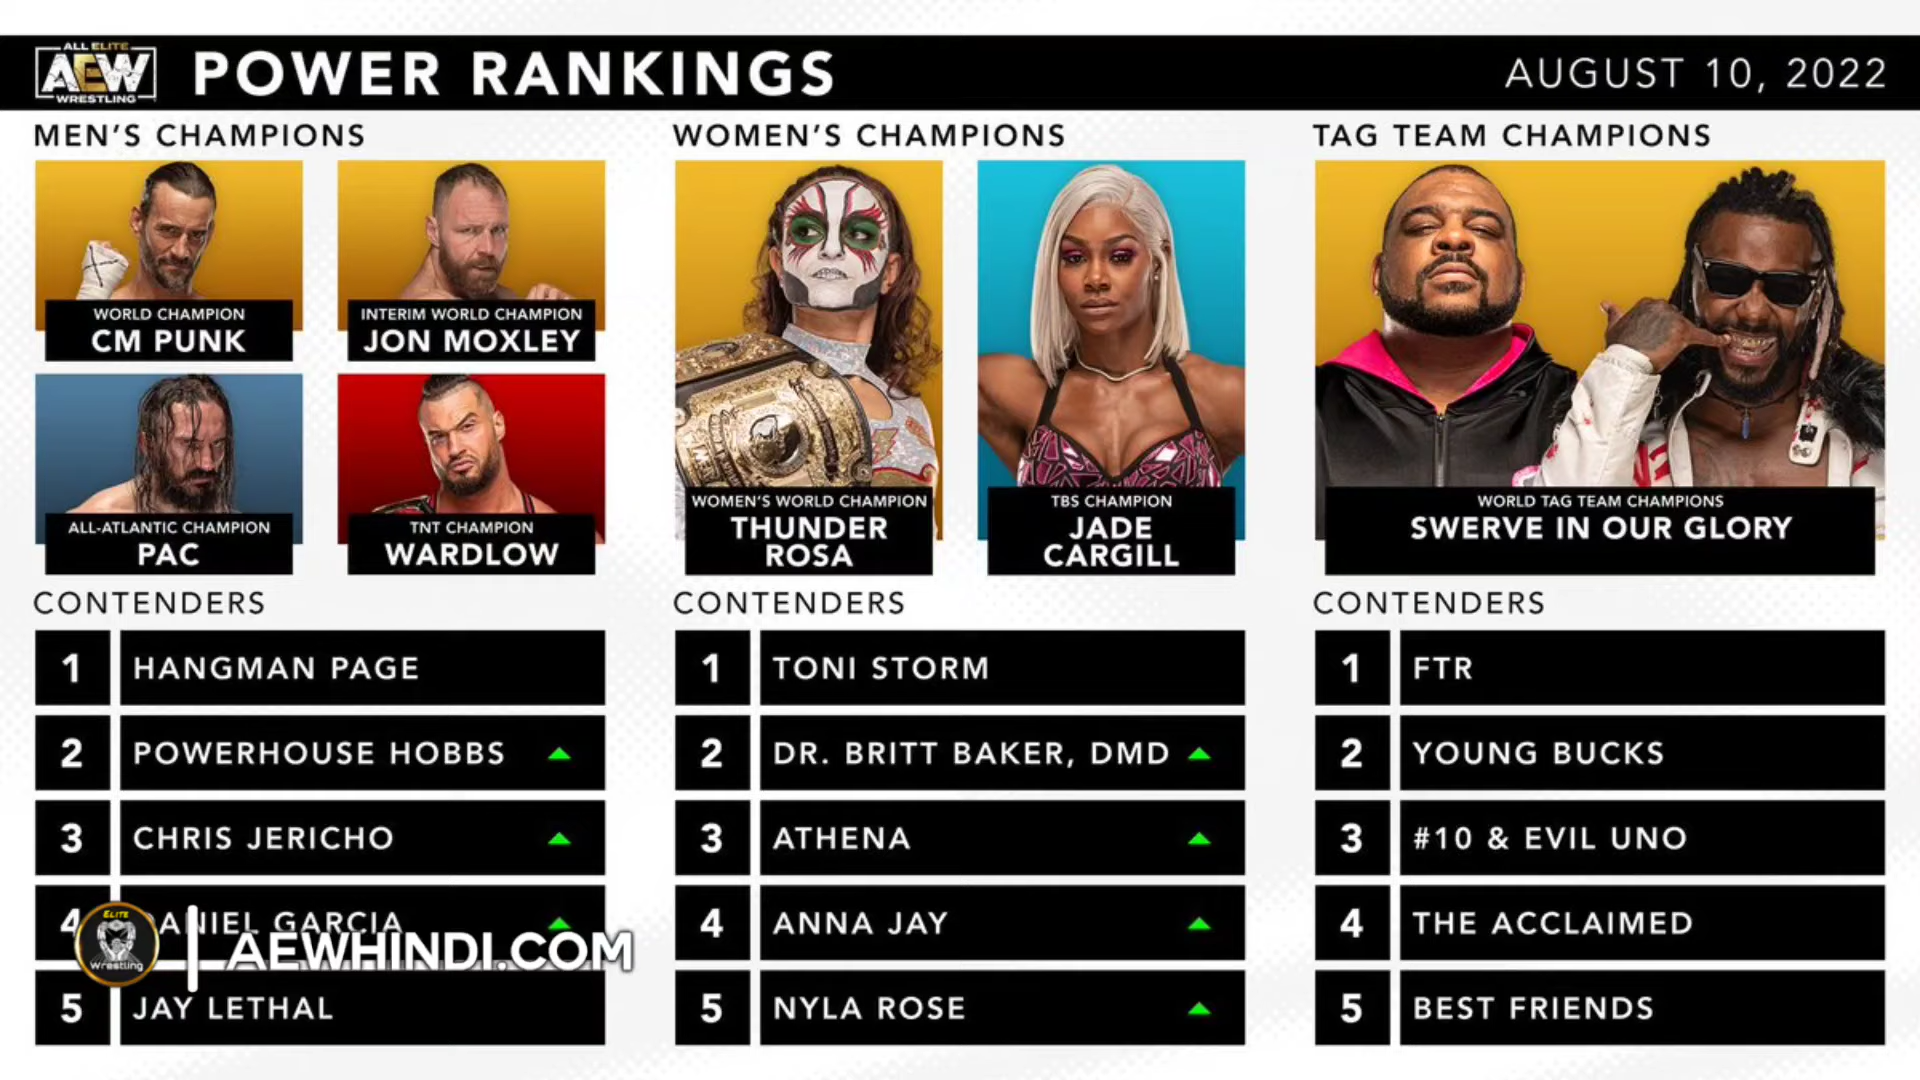 ALL ELITE
AEW
WRESTLING
POWER RANKINGS
AUGUST 10, 2022
MEN'S CHAMPIONS
WORLD CHAMPION
CM PUNK
INTERIM WORLD CHAMPION
JON MOXLEY
ALL-ATLANTIC CHAMPION
PAC
TNT CHAMPION
WARDLOW
CONTENDERS
1 HANGMAN PAGE
2 POWERHOUSE HOBBS
3 CHRIS JERICHO
4 DANIEL GARCIA
5 JAY LETHAL
WOMEN'S CHAMPIONS
WOMEN'S WORLD CHAMPION
THUNDER
ROSA
TBS CHAMPION
JADE
CARGILL
CONTENDERS
1 TONI STORM
2 DR. BRITT BAKER, DMD
3 ATHENA
4 ANNA JAY
5 NYLA ROSE
TAG TEAM CHAMPIONS
WORLD TAG TEAM CHAMPIONS
SWERVE IN OUR GLORY
CONTENDERS
1 FTR
2 YOUNG BUCKS
3 #10 & EVIL UNO
4 THE ACCLAIMED
5 BEST FRIENDS
ELITE
Wrestling
AEWHINDI.COM